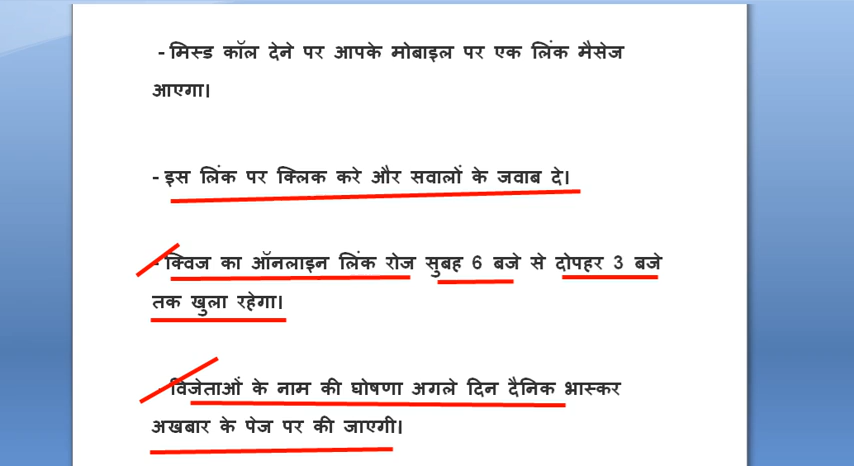 - मिस्ड कॉल देने पर आपके मोबाइल पर एक लिंक मैसेज
आएगा।
- इस लिंक पर क्लिक करे और सवालों के जवाब दे।
- क्विज का ऑनलाइन लिंक रोज सुबह 6 बजे से दोपहर 3 बजे
तक खुला रहेगा।
- विजेताओं के नाम की घोषणा अगले दिन दैनिक भास्कर
अखबार के पेज पर की जाएगी।